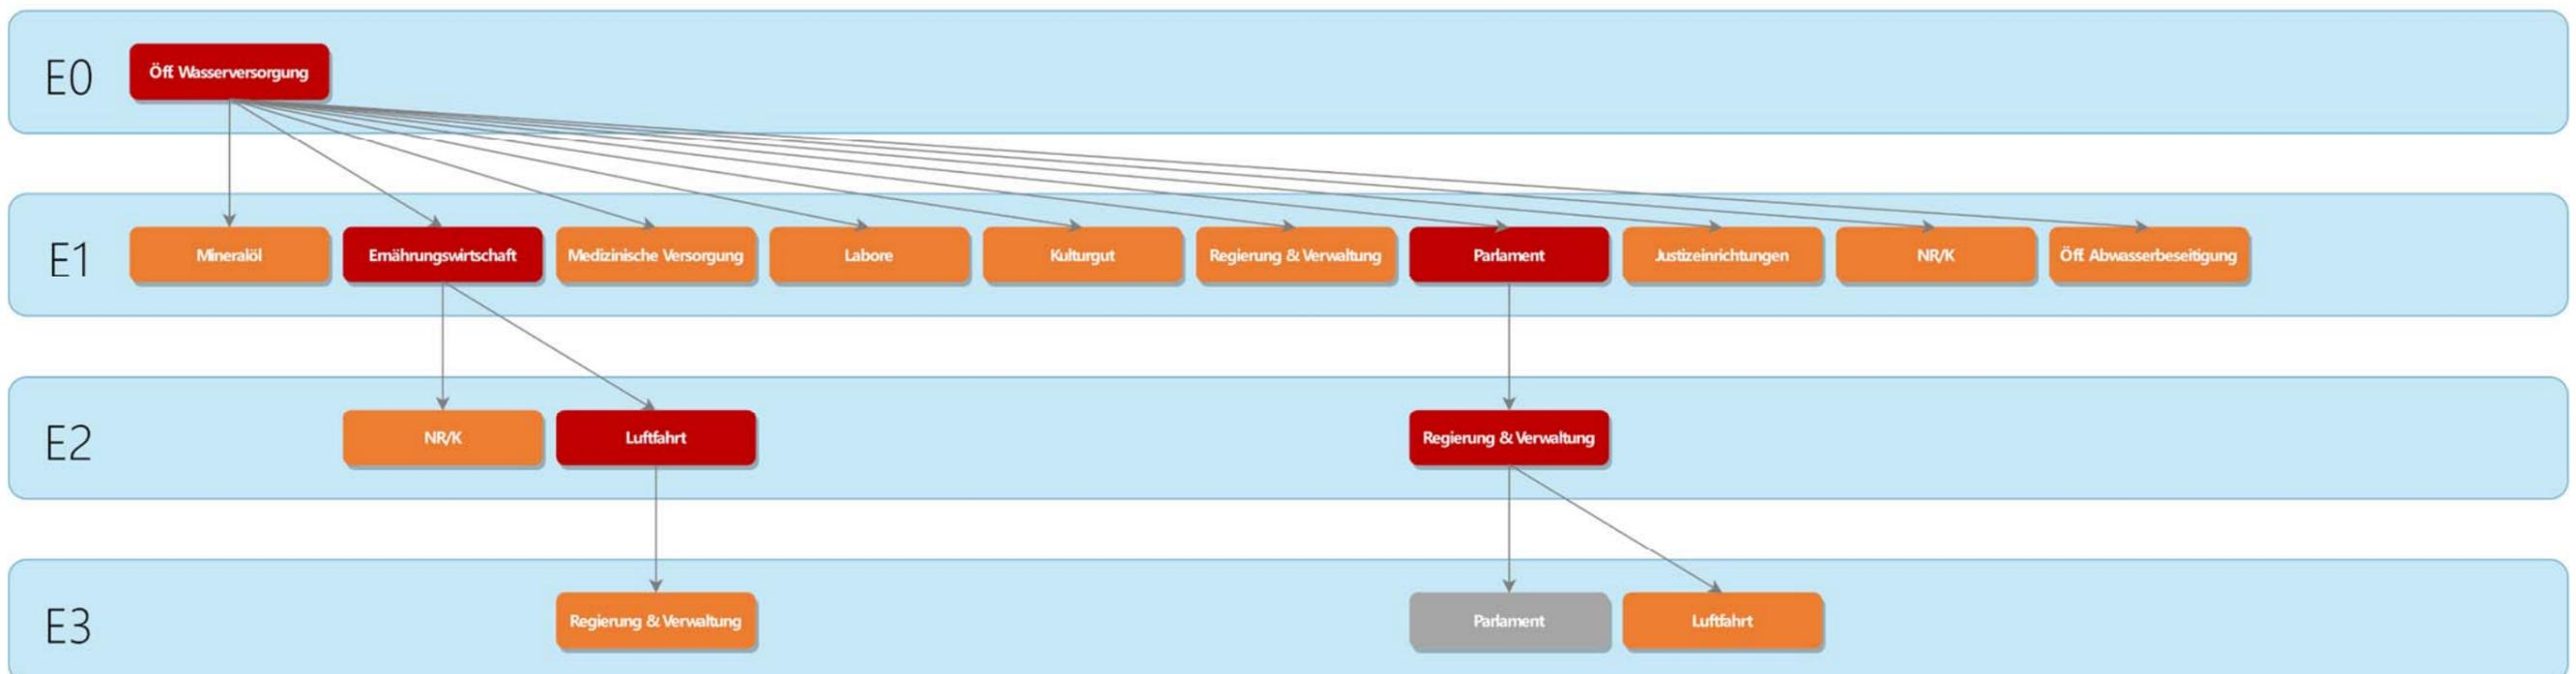 E0
Öff. Wasserversorgung
E1
Mineralöl
Ernährungswirtschaft
Medizinische Versorgung
Labore
Kulturgut
Regierung & Verwaltung
Parlament
Justizeinrichtungen
NR/K
Öff. Abwasserbeseitigung
E2
NR/K
Luftfahrt
Regierung & Verwaltung
E3
Regierung & Verwaltung
Parlament
Luftfahrt